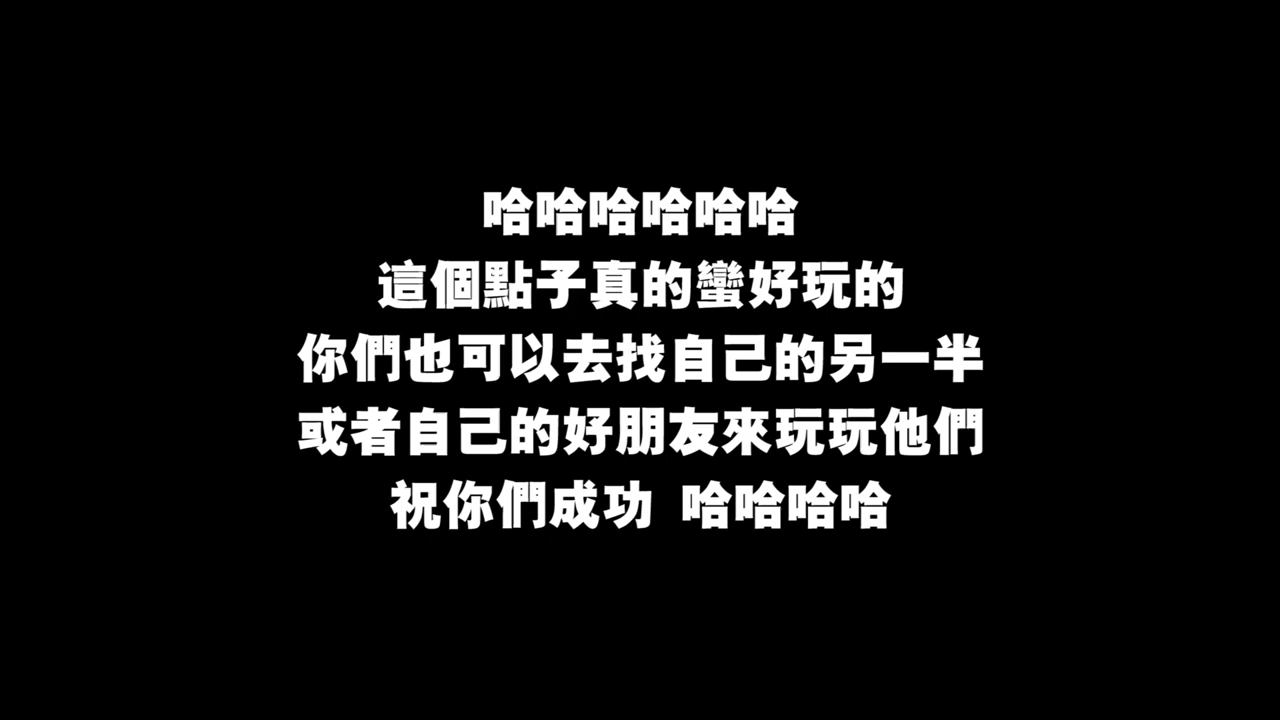 哈哈哈哈哈哈
這個點子真的蠻好玩的
你們也可以去找自己的另一半
或者自己的好朋友來玩玩他們
祝你們成功 哈哈哈哈